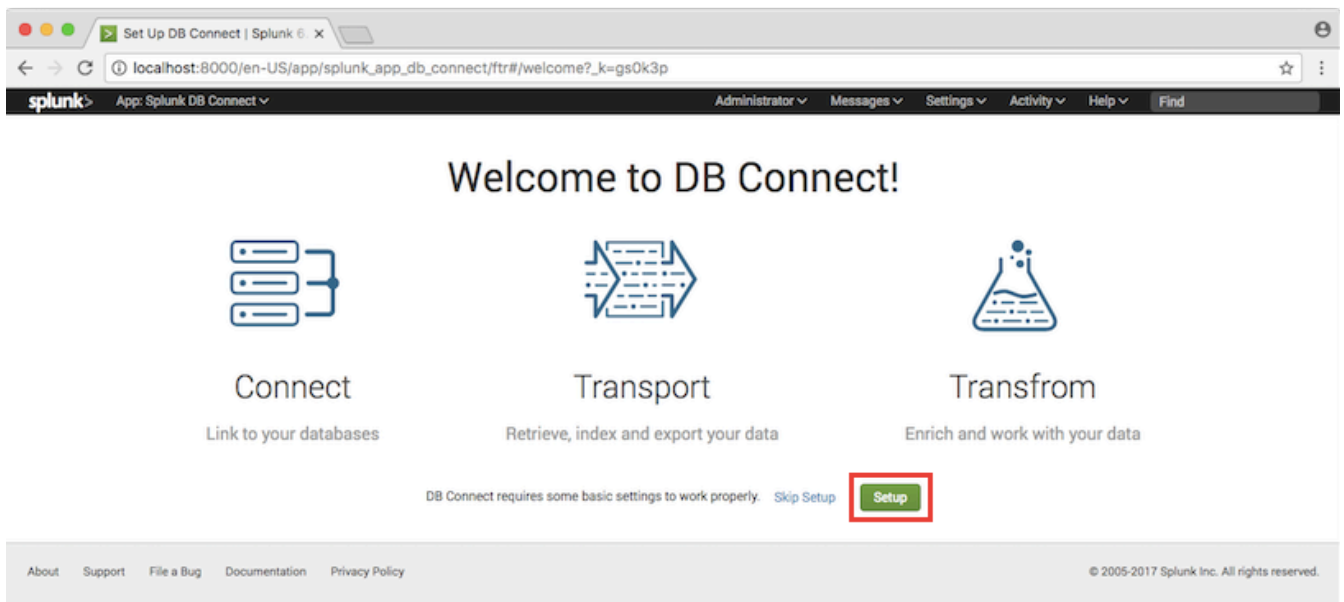 Set Up DB Connect | Splunk 6.
localhost:8000/en-US/app/splunk_app_db_connect/ftr#/welcome?_k=gs0k3p
splunk> App: Splunk DB Connect Administrator Messages Settings Activity Help Find
Welcome to DB Connect!
Connect Transport Transfrom
Link to your databases Retrieve, index and export your data Enrich and work with your data
DB Connect requires some basic settings to work properly. Skip Setup Setup
About Support File a Bug Documentation Privacy Policy © 2005-2017 Splunk Inc. All rights reserved.